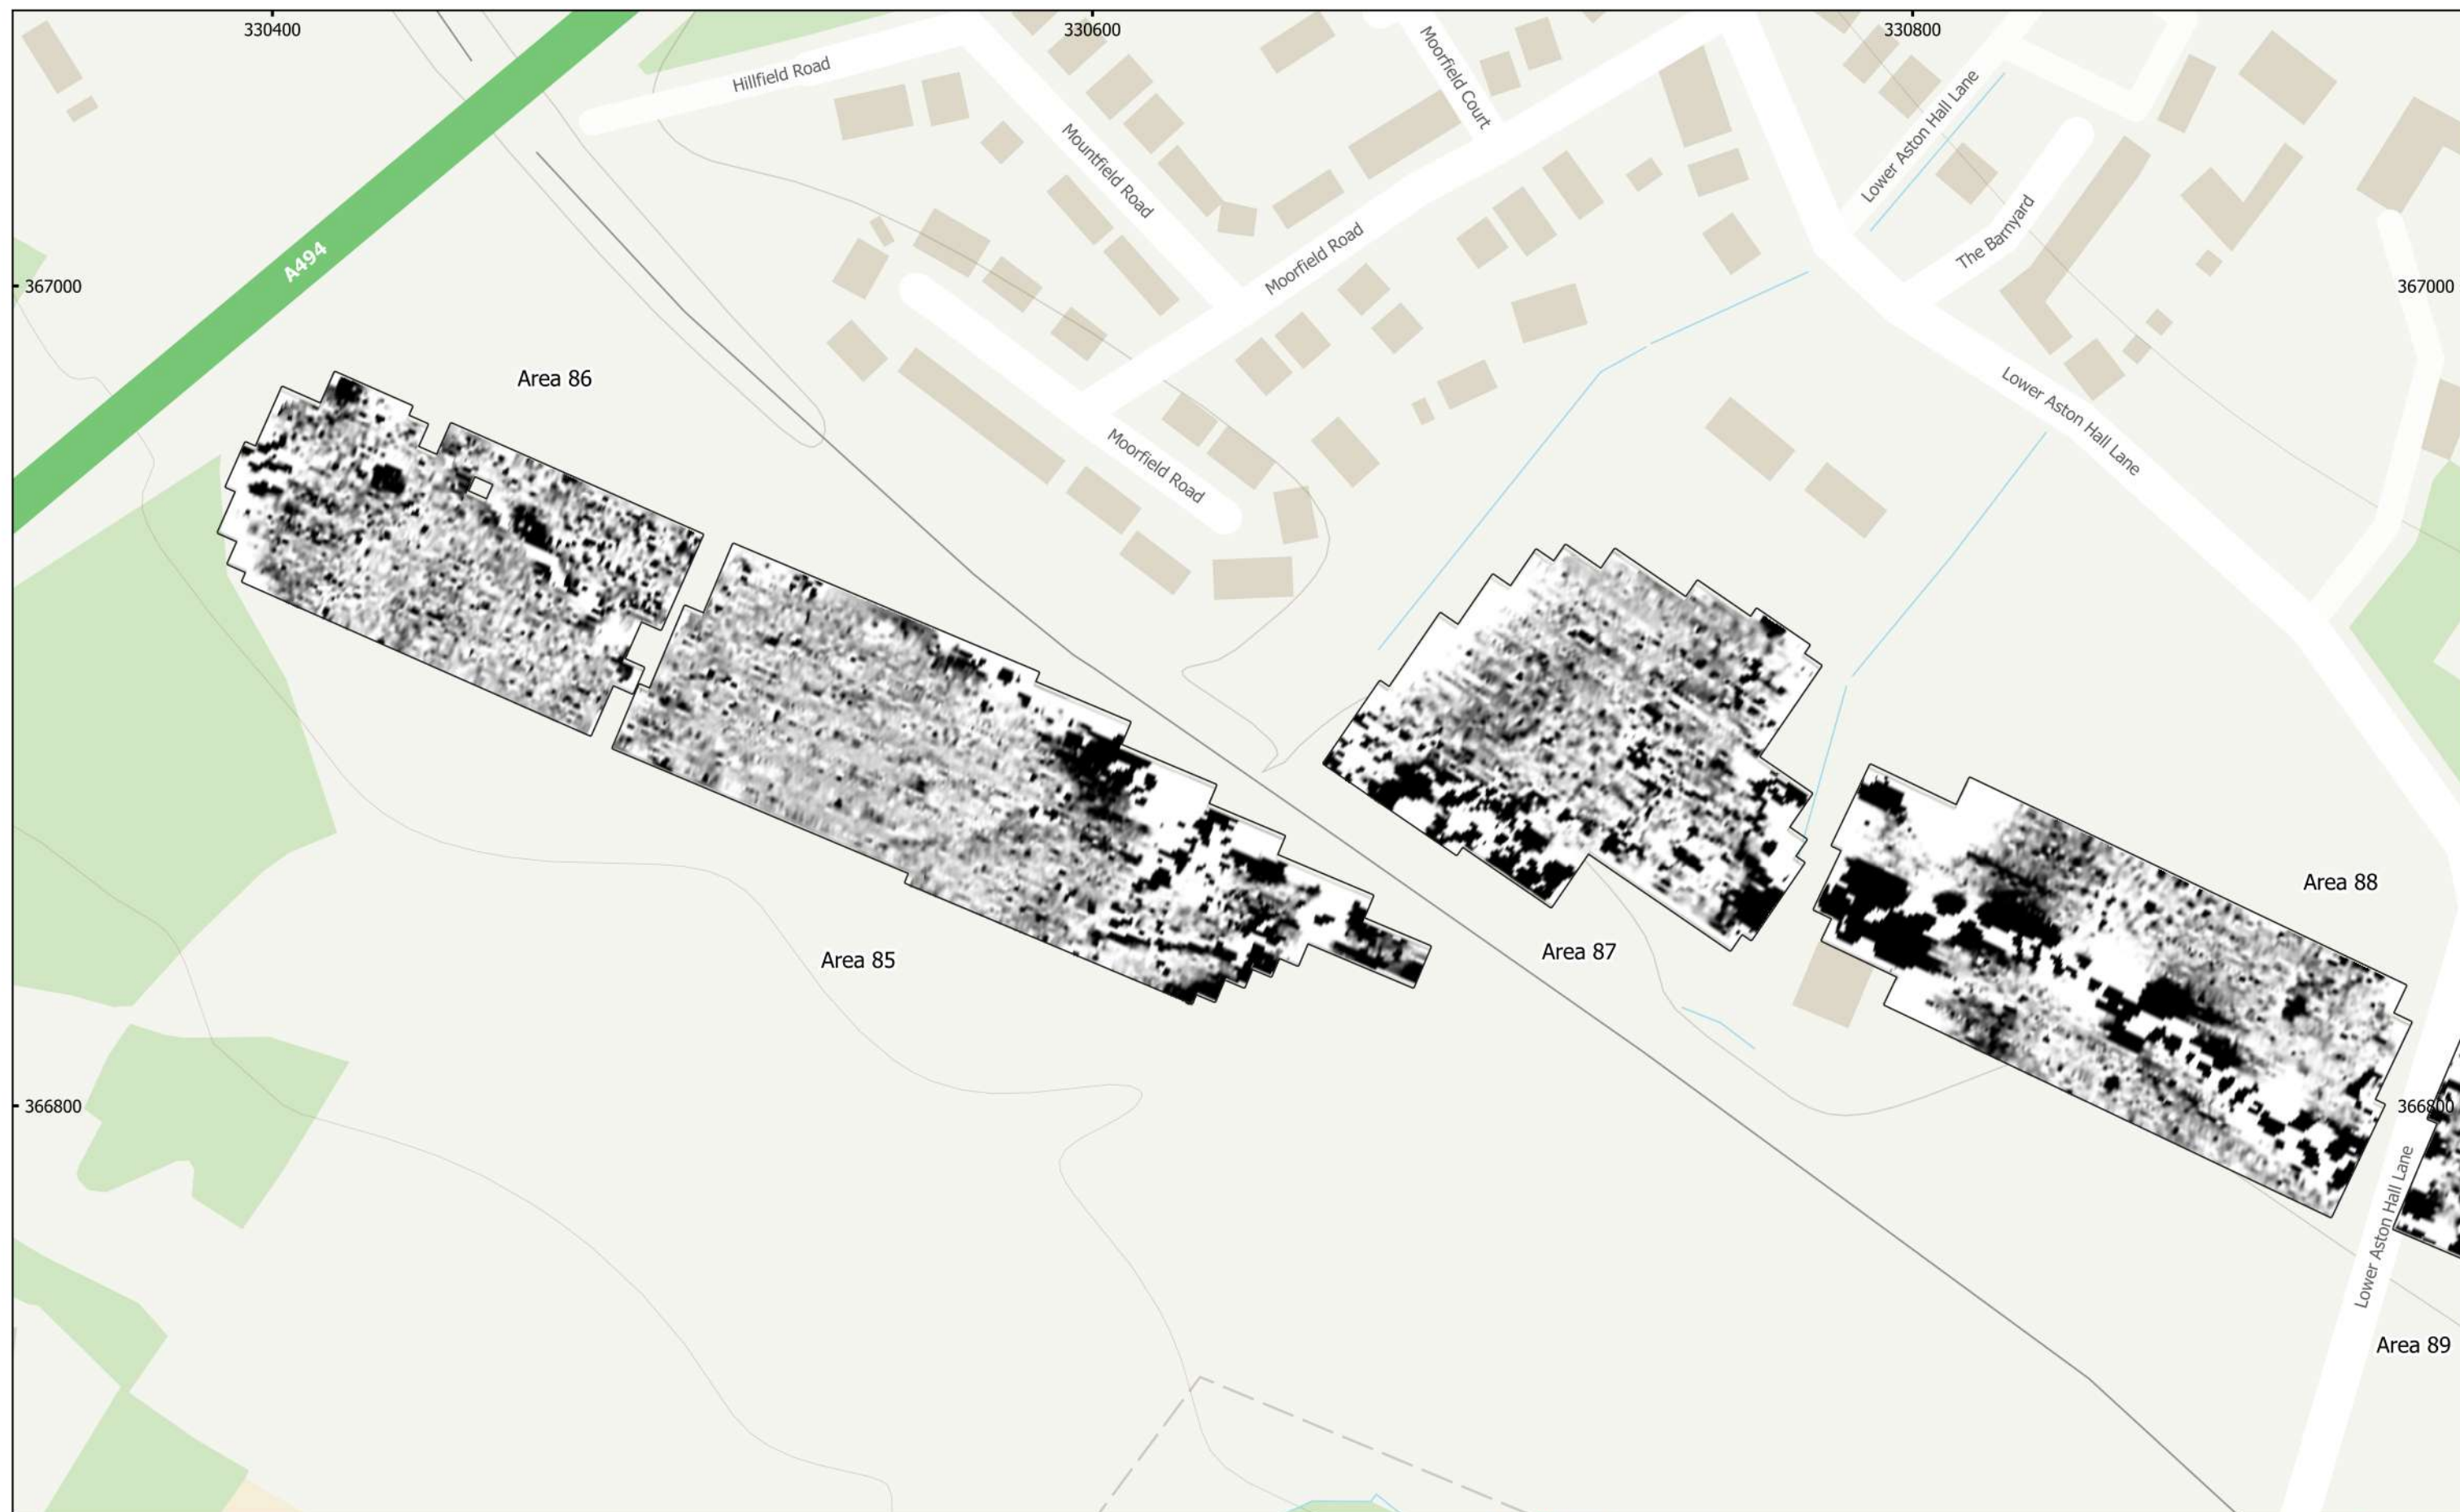 330400
330600
330800
Hillfield Road
Moorfield Court
Mountfield Road
Lower Aston Hall Lane
The Barnyard
A494
Moorfield Road
367000
367000
Area 86
Lower Aston Hall Lane
Moorfield Road
Area 88
Area 87
Area 85
366800
366800
Lower Aston Hall Lane
Area 89